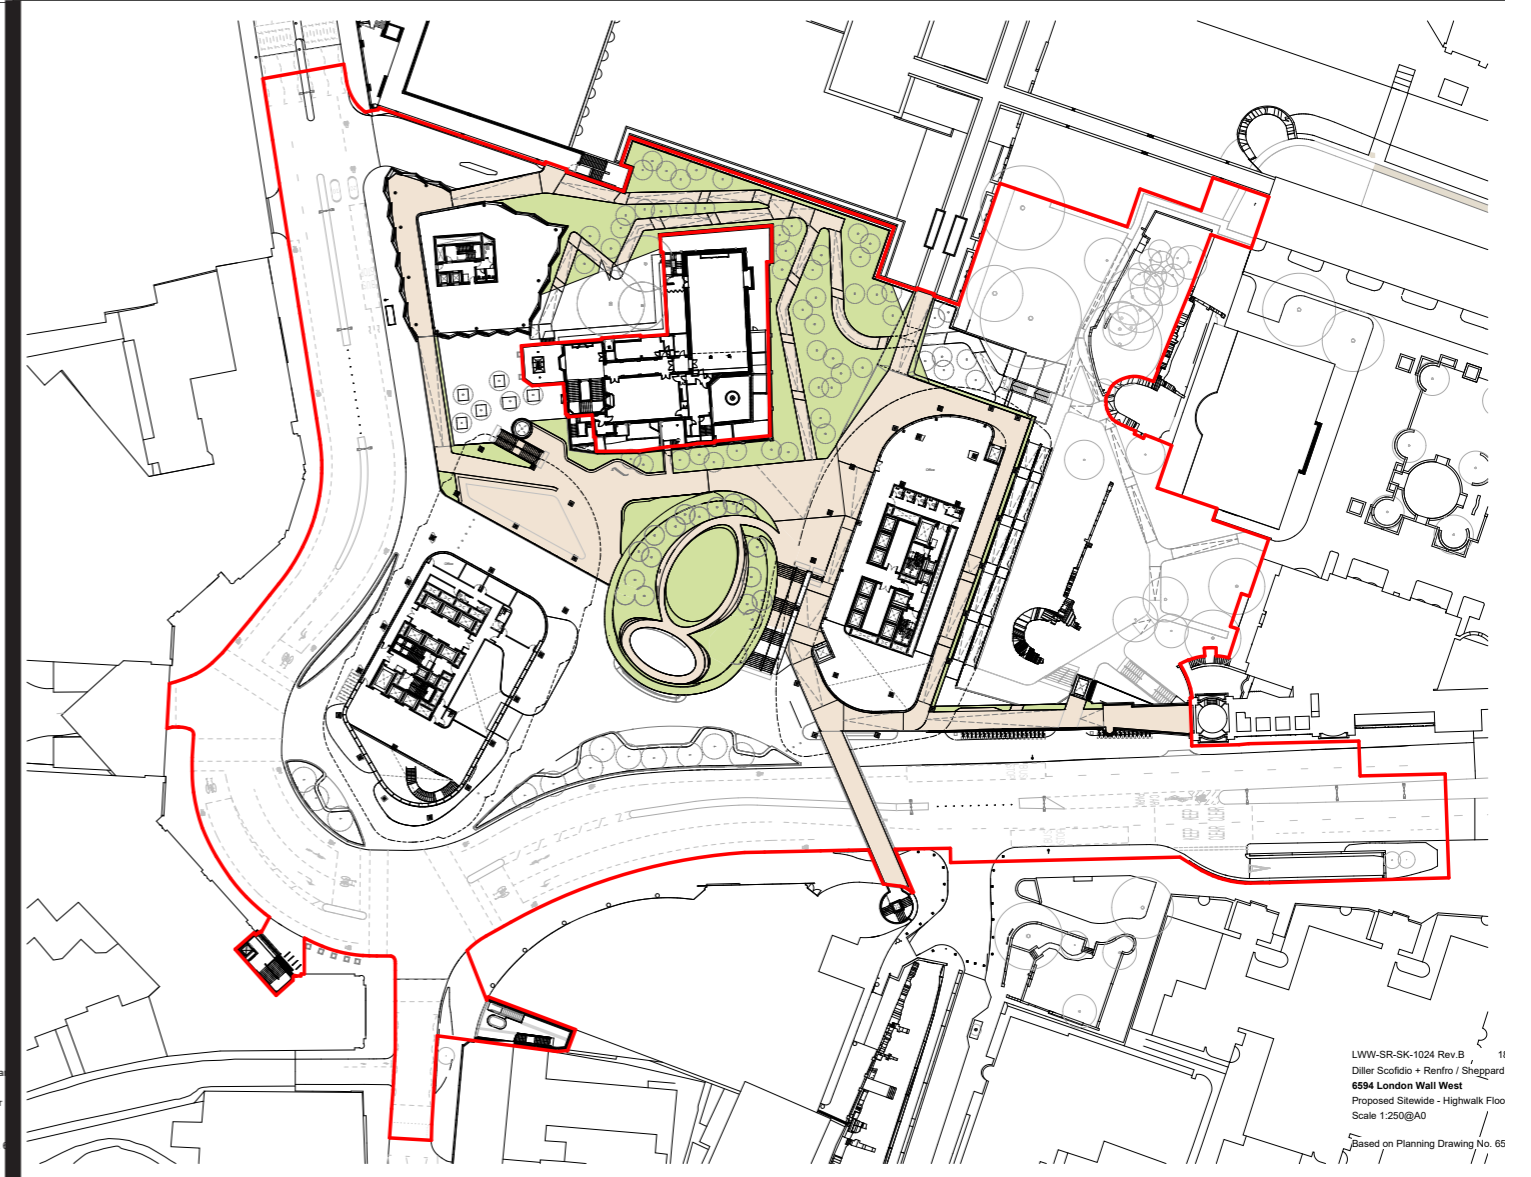 LWW-SR-SK-1024 Rev.B 18
Diller Scofidio + Renfro / Sheppard
6594 London Wall West
Proposed Sitewide - Highwalk Floo
Scale 1:250@A0
Based on Planning Drawing No. 65